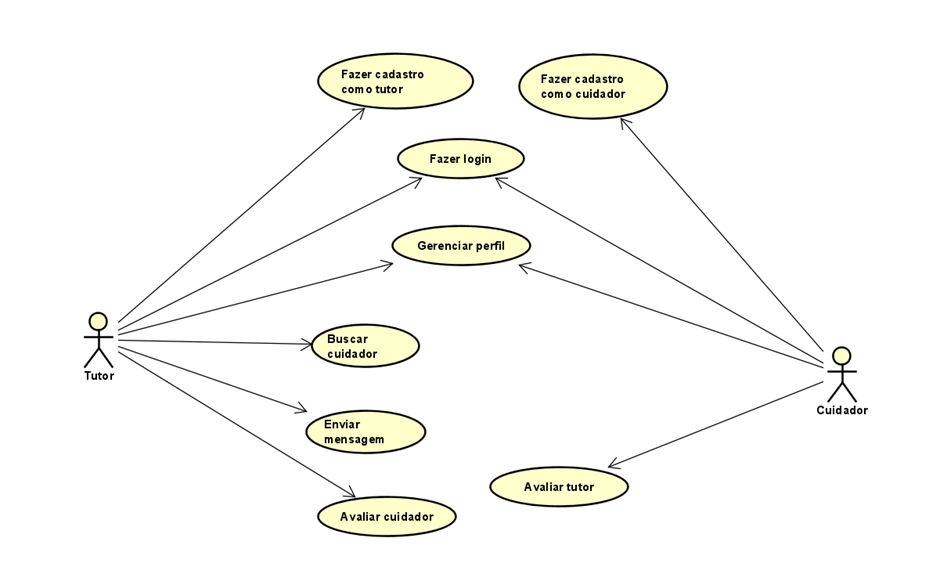 Fazer cadastro
como tutor
Fazer cadastro
como cuidador
Fazer login
Gerenciar perfil
Buscar
cuidador
Tutor
Cuidador
Enviar
mensagem
Avaliar tutor
Avaliar cuidador